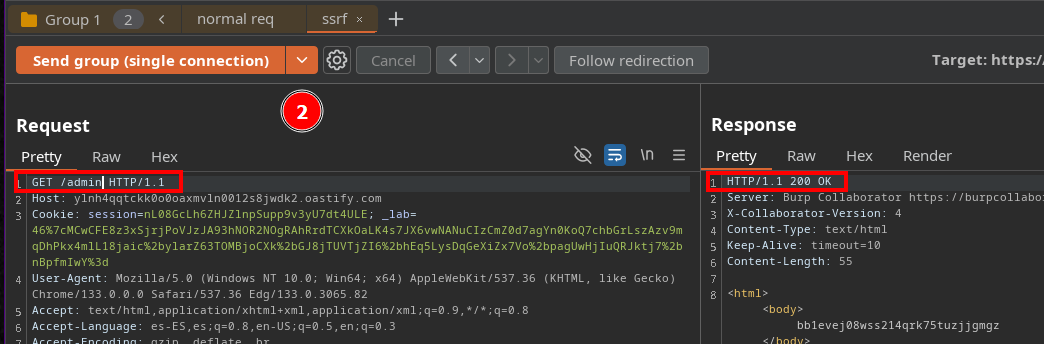 Group 1 2 < normal req ssrf × +
Send group (single connection) Cancel < > Follow redirection Target: https:/
2
Request
Pretty Raw Hex \n
1 GET /admin HTTP/1.1
2 Host: ylnh4qqtckk0o0oaxmvln0012s8jwdk2.oastify.com
3 Cookie: session=nL08GcLh6ZHJZlnpSupp9v3yU7dt4ULE; _lab=
46%7cMCwCFE8z3xSjrjPoVJzJA93hNOR2NOgRAhRrdTCXkOaLK4s7JX6vwNANuCIzCmZ0d7agYn0KoQ7chbGrLszAzv9m
qDhPkx4mlL18jaic%2bylarZ63TOMBjoCXk%2bGJ8jTUVTjZI6%2bhEq5LysDqGeXiZx7Vo%2bpagUwHjIuQRJktj7%2b
nBpfmIwY%3d
4 User-Agent: Mozilla/5.0 (Windows NT 10.0; Win64; x64) AppleWebKit/537.36 (KHTML, like Gecko)
Chrome/133.0.0.0 Safari/537.36 Edg/133.0.3065.82
5 Accept: text/html,application/xhtml+xml,application/xml;q=0.9,*/*;q=0.8
6 Accept-Language: es-ES,es;q=0.8,en-US;q=0.5,en;q=0.3
7 Accept-Encoding: gzip, deflate, br
Response
Pretty Raw Hex Render
1 HTTP/1.1 200 OK
2 Server: Burp Collaborator https://burpcollabo
3 X-Collaborator-Version: 4
4 Content-Type: text/html
5 Keep-Alive: timeout=10
6 Content-Length: 55
7
8 <html>
<body>
bb1evej08wss214qrk75tuzjjgmgz
</body>